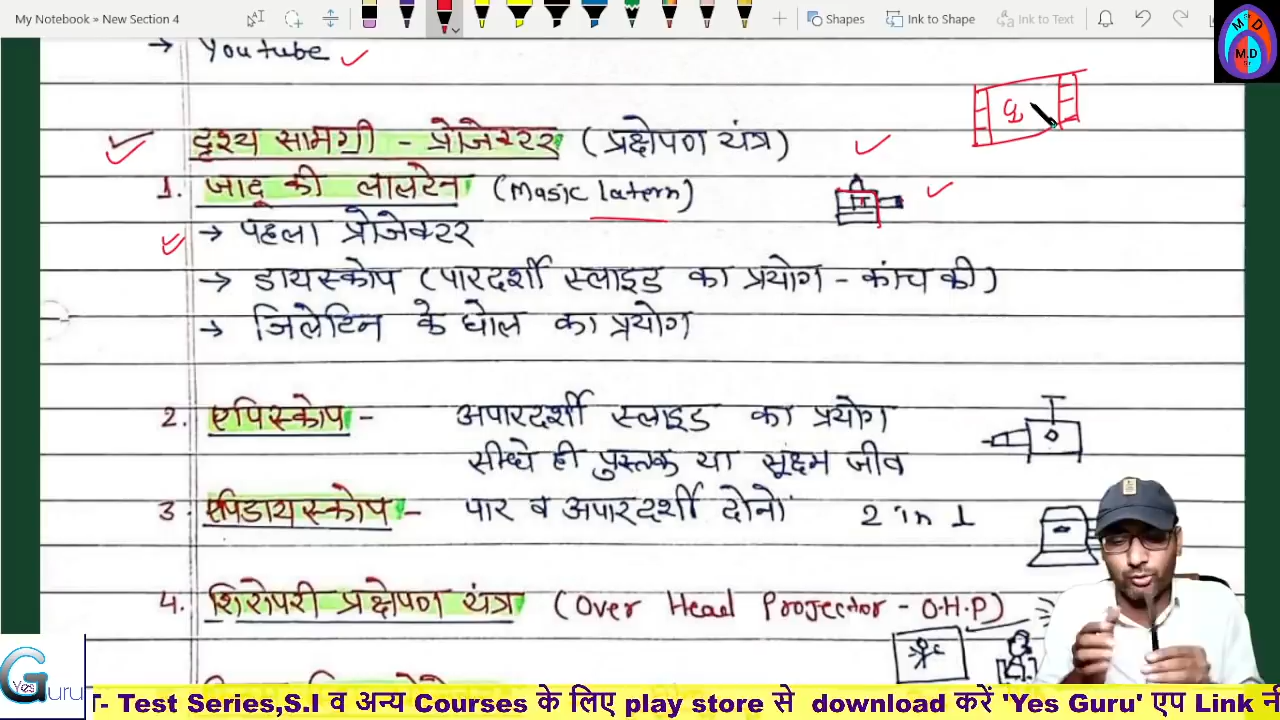 My Notebook » New Section 4
Shapes
Ink to Shape
Ink to Text
M&D
M.D
→ Youtube
दृश्य सामग्री - प्रोजेक्टर (प्रक्षेपण यंत्र)
1. जादू की लालटेन (Masic latern)
→ पहला प्रोजेक्टर
→ डायस्कोप (पारदर्शी स्लाइड का प्रयोग - कांच की)
→ जिलेटिन के घोल का प्रयोग
2. एपिस्कोप - अपारदर्शी स्लाइड का प्रयोग
सीधे ही पुस्तक या सूक्ष्म जीव
3. एपिडायस्कोप - पार व अपारदर्शी दोनो 2 in 1
4. शिरोपरी प्रक्षेपण यंत्र (Over Head Projector - O.H.P)
Yes Guru
- Test Series,S.I व अन्य Courses के लिए play store से download करें 'Yes Guru' एप Link